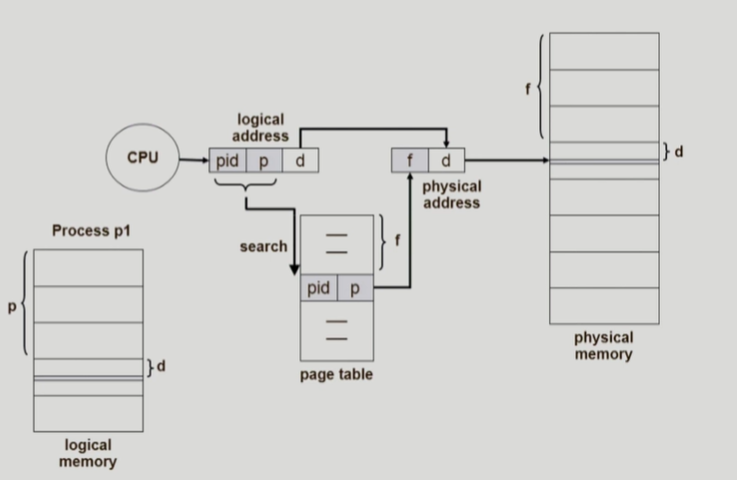 logical
address
CPU
pid p d
f d
physical
address
f
} d
Process p1
search
f
pid p
p
} d
page table
physical
memory
logical
memory